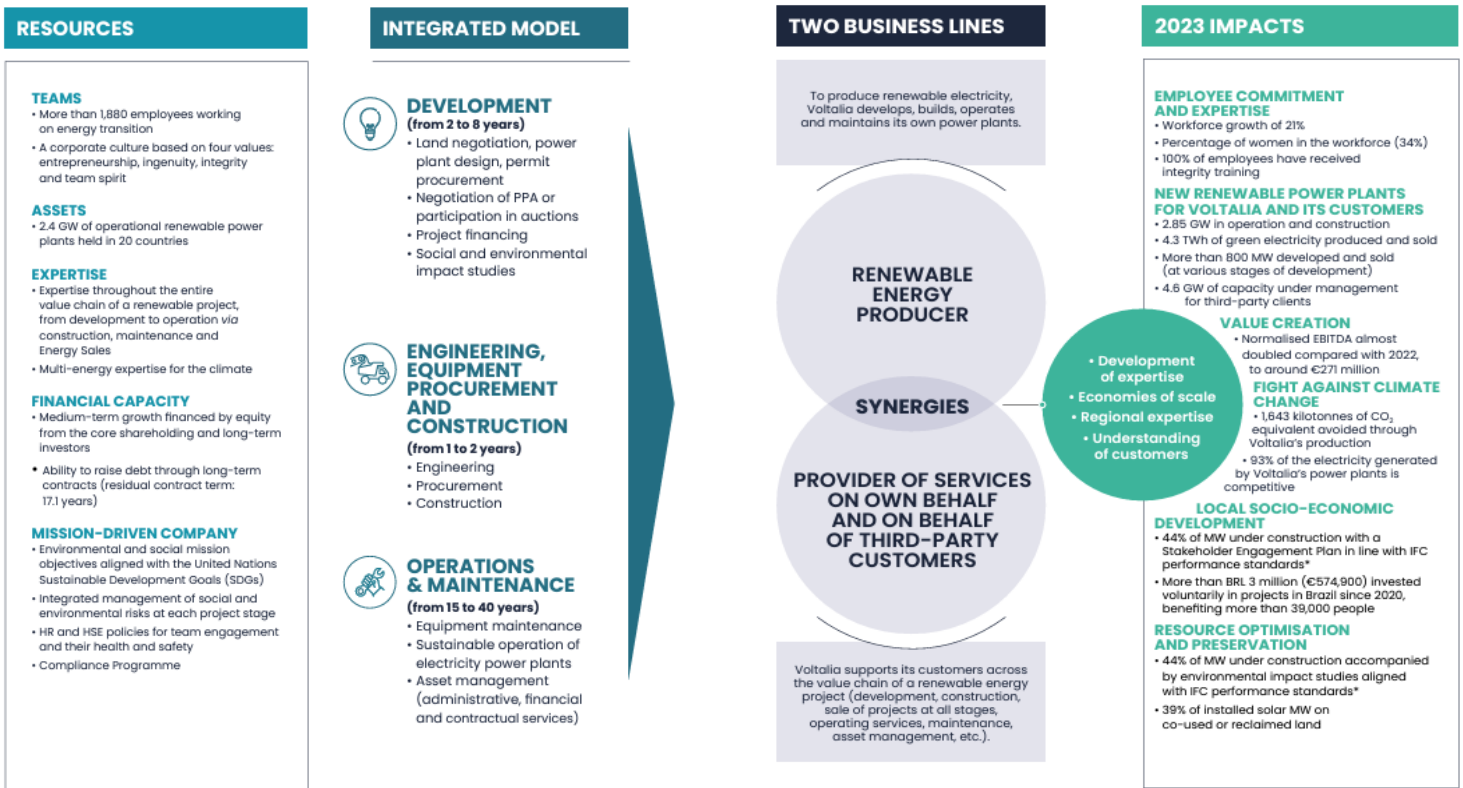 RESOURCES
TEAMS
• More than 1,880 employees working
on energy transition
• A corporate culture based on four values:
entrepreneurship, ingenuity, integrity
and team spirit
ASSETS
• 2.4 GW of operational renewable power
plants held in 20 countries
EXPERTISE
• Expertise throughout the entire
value chain of a renewable project,
from development to operation via
construction, maintenance and
Energy Sales
• Multi-energy expertise for the climate
FINANCIAL CAPACITY
• Medium-term growth financed by equity
from the core shareholding and long-term
investors
• Ability to raise debt through long-term
contracts (residual contract term:
17.1 years)
MISSION-DRIVEN COMPANY
• Environmental and social mission
objectives aligned with the United Nations
Sustainable Development Goals (SDGs)
• Integrated management of social and
environmental risks at each project stage
• HR and HSE policies for team engagement
and their health and safety
• Compliance Programme
INTEGRATED MODEL
DEVELOPMENT
(from 2 to 8 years)
• Land negotiation, power
plant design, permit
procurement
• Negotiation of PPA or
participation in auctions
• Project financing
• Social and environmental
impact studies
ENGINEERING,
EQUIPMENT
PROCUREMENT
AND
CONSTRUCTION
(from 1 to 2 years)
• Engineering
• Procurement
• Construction
OPERATIONS
& MAINTENANCE
(from 15 to 40 years)
• Equipment maintenance
• Sustainable operation of
electricity power plants
• Asset management
(administrative, financial
and contractual services)
TWO BUSINESS LINES
To produce renewable electricity,
Voltalia develops, builds, operates
and maintains its own power plants.
RENEWABLE
ENERGY
PRODUCER
SYNERGIES
PROVIDER OF SERVICES
ON OWN BEHALF
AND ON BEHALF
OF THIRD-PARTY
CUSTOMERS
Voltalia supports its customers across
the value chain of a renewable energy
project (development, construction,
sale of projects at all stages,
operating services, maintenance,
asset management, etc.).
• Development
of expertise
• Economies of scale
• Regional expertise
• Understanding
of customers
2023 IMPACTS
EMPLOYEE COMMITMENT
AND EXPERTISE
• Workforce growth of 21%
• Percentage of women in the workforce (34%)
• 100% of employees have received
integrity training
NEW RENEWABLE POWER PLANTS
FOR VOLTALIA AND ITS CUSTOMERS
• 2.85 GW in operation and construction
• 4.3 TWh of green electricity produced and sold
• More than 800 MW developed and sold
(at various stages of development)
• 4.6 GW of capacity under management
for third-party clients
VALUE CREATION
• Normalised EBITDA almost
doubled compared with 2022,
to around €271 million
FIGHT AGAINST CLIMATE
CHANGE
• 1,643 kilotonnes of CO₂
equivalent avoided through
Voltalia's production
• 93% of the electricity generated
by Voltalia's power plants is
competitive
LOCAL SOCIO-ECONOMIC
DEVELOPMENT
• 44% of MW under construction with a
Stakeholder Engagement Plan in line with IFC
performance standards*
• More than BRL 3 million (€574,900) invested
voluntarily in projects in Brazil since 2020,
benefiting more than 39,000 people
RESOURCE OPTIMISATION
AND PRESERVATION
• 44% of MW under construction accompanied
by environmental impact studies aligned
with IFC performance standards*
• 39% of installed solar MW on
co-used or reclaimed land